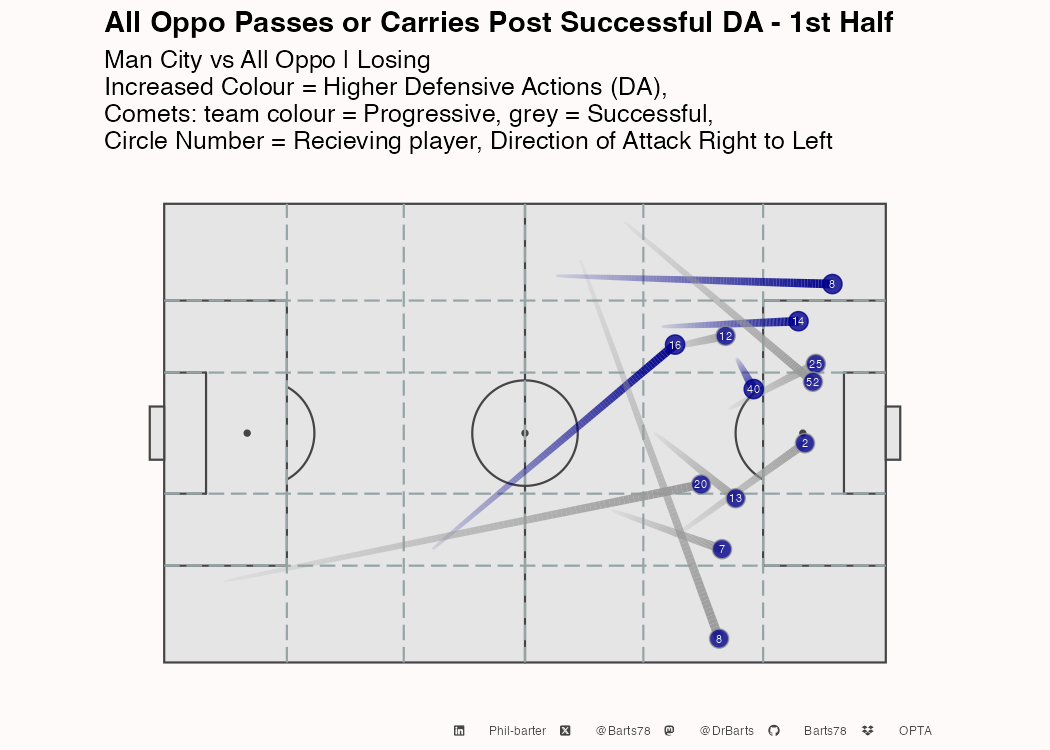 All Oppo Passes or Carries Post Successful DA - 1st Half
Man City vs All Oppo | Losing
Increased Colour = Higher Defensive Actions (DA),
Comets: team colour = Progressive, grey = Successful,
Circle Number = Recieving player, Direction of Attack Right to Left
8
14
16
12
25
52
40
2
20
13
7
8
Phil-barter @Barts78 @DrBarts Barts78 OPTA